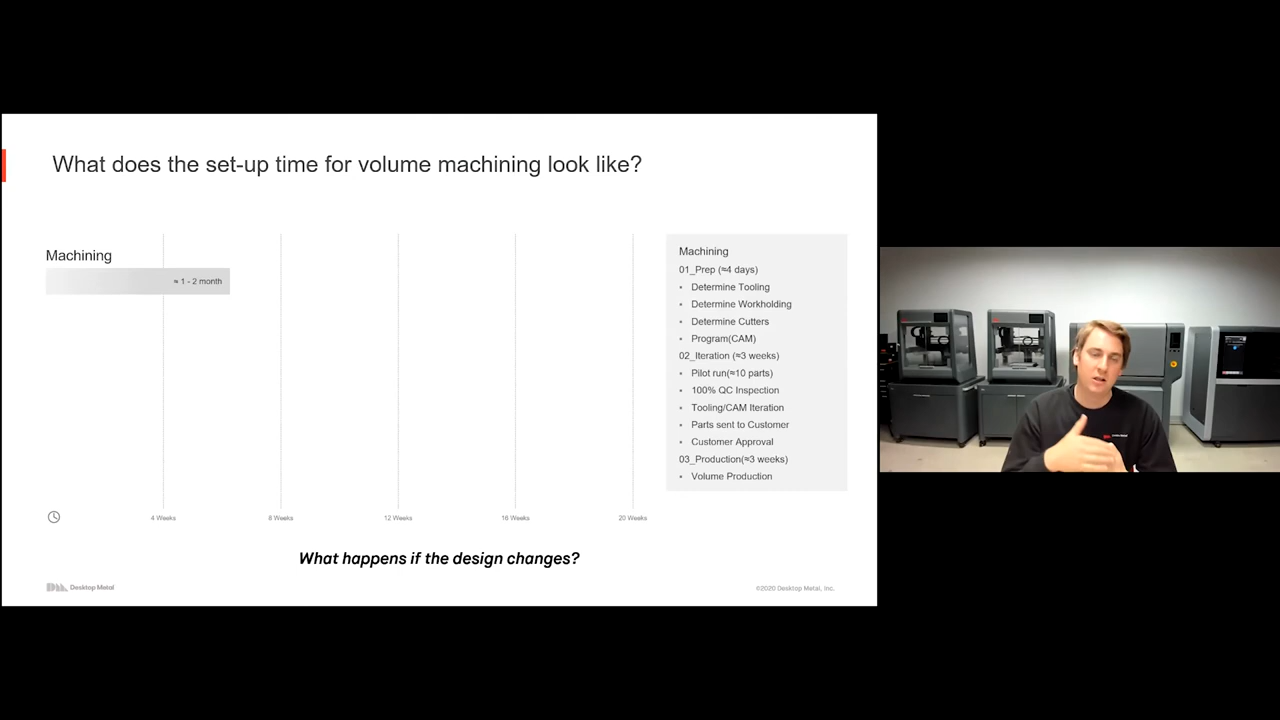 What does the set-up time for volume machining look like?
Machining
≈ 1 - 2 month
4 Weeks
8 Weeks
12 Weeks
16 Weeks
20 Weeks
Machining
01_Prep (≈4 days)
• Determine Tooling
• Determine Workholding
• Determine Cutters
• Program(CAM)
02_Iteration (≈3 weeks)
• Pilot run(≈10 parts)
• 100% QC Inspection
• Tooling/CAM Iteration
• Parts sent to Customer
• Customer Approval
03_Production(≈3 weeks)
• Volume Production
What happens if the design changes?
DM Desktop Metal
©2020 Desktop Metal, Inc.